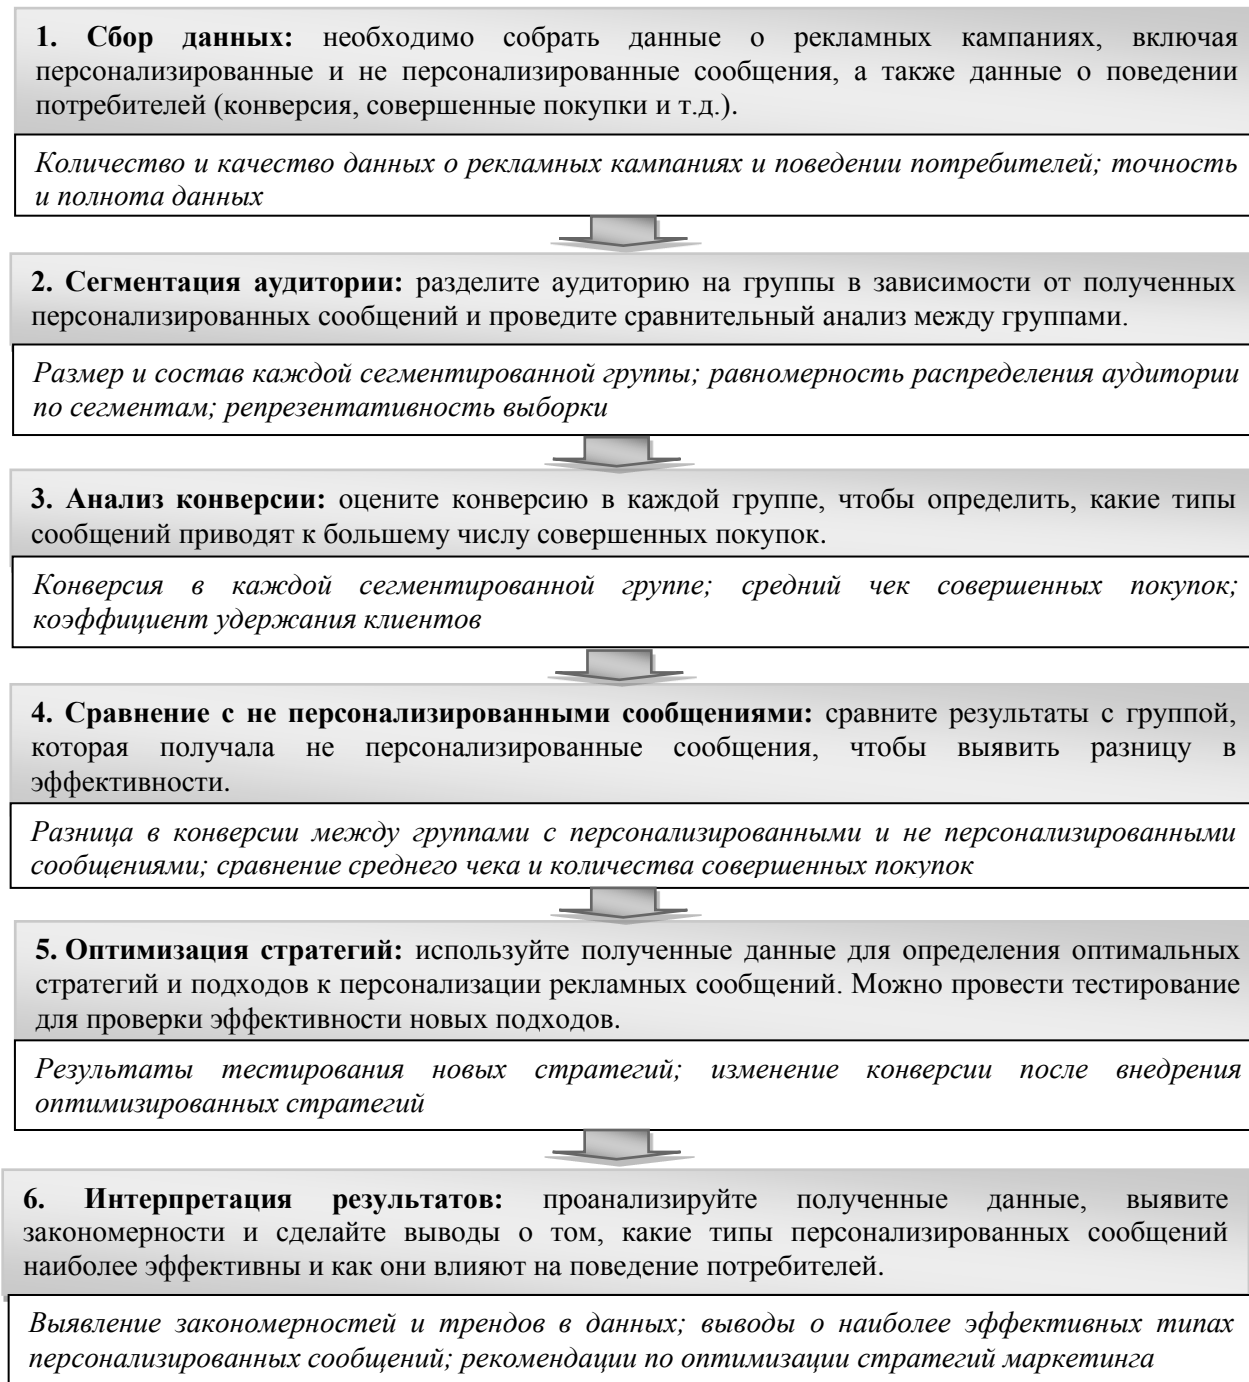 1. Сбор данных: необходимо собрать данные о рекламных кампаниях, включая
персонализированные и не персонализированные сообщения, а также данные о поведении
потребителей (конверсия, совершенные покупки и т.д.).
Количество и качество данных о рекламных кампаниях и поведении потребителей; точность
и полнота данных
2. Сегментация аудитории: разделите аудиторию на группы в зависимости от полученных
персонализированных сообщений и проведите сравнительный анализ между группами.
Размер и состав каждой сегментированной группы; равномерность распределения аудитории
по сегментам; репрезентативность выборки
3. Анализ конверсии: оцените конверсию в каждой группе, чтобы определить, какие типы
сообщений приводят к большему числу совершенных покупок.
Конверсия в каждой сегментированной группе; средний чек совершенных покупок;
коэффициент удержания клиентов
4. Сравнение с не персонализированными сообщениями: сравните результаты с группой,
которая получала не персонализированные сообщения, чтобы выявить разницу в
эффективности.
Разница в конверсии между группами с персонализированными и не персонализированными
сообщениями; сравнение среднего чека и количества совершенных покупок
5. Оптимизация стратегий: используйте полученные данные для определения оптимальных
стратегий и подходов к персонализации рекламных сообщений. Можно провести тестирование
для проверки эффективности новых подходов.
Результаты тестирования новых стратегий; изменение конверсии после внедрения
оптимизированных стратегий
6. Интерпретация результатов: проанализируйте полученные данные, выявите
закономерности и сделайте выводы о том, какие типы персонализированных сообщений
наиболее эффективны и как они влияют на поведение потребителей.
Выявление закономерностей и трендов в данных; выводы о наиболее эффективных типах
персонализированных сообщений; рекомендации по оптимизации стратегий маркетинга